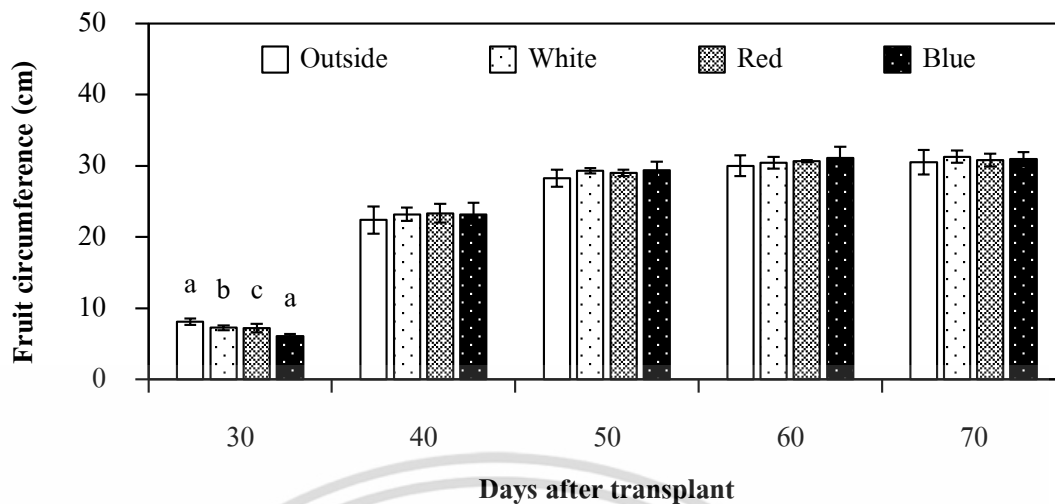 50
Outside White Red Blue
40
30
20
10
0
Fruit circumference (cm)
a b c a
30 40 50 60 70
Days after transplant